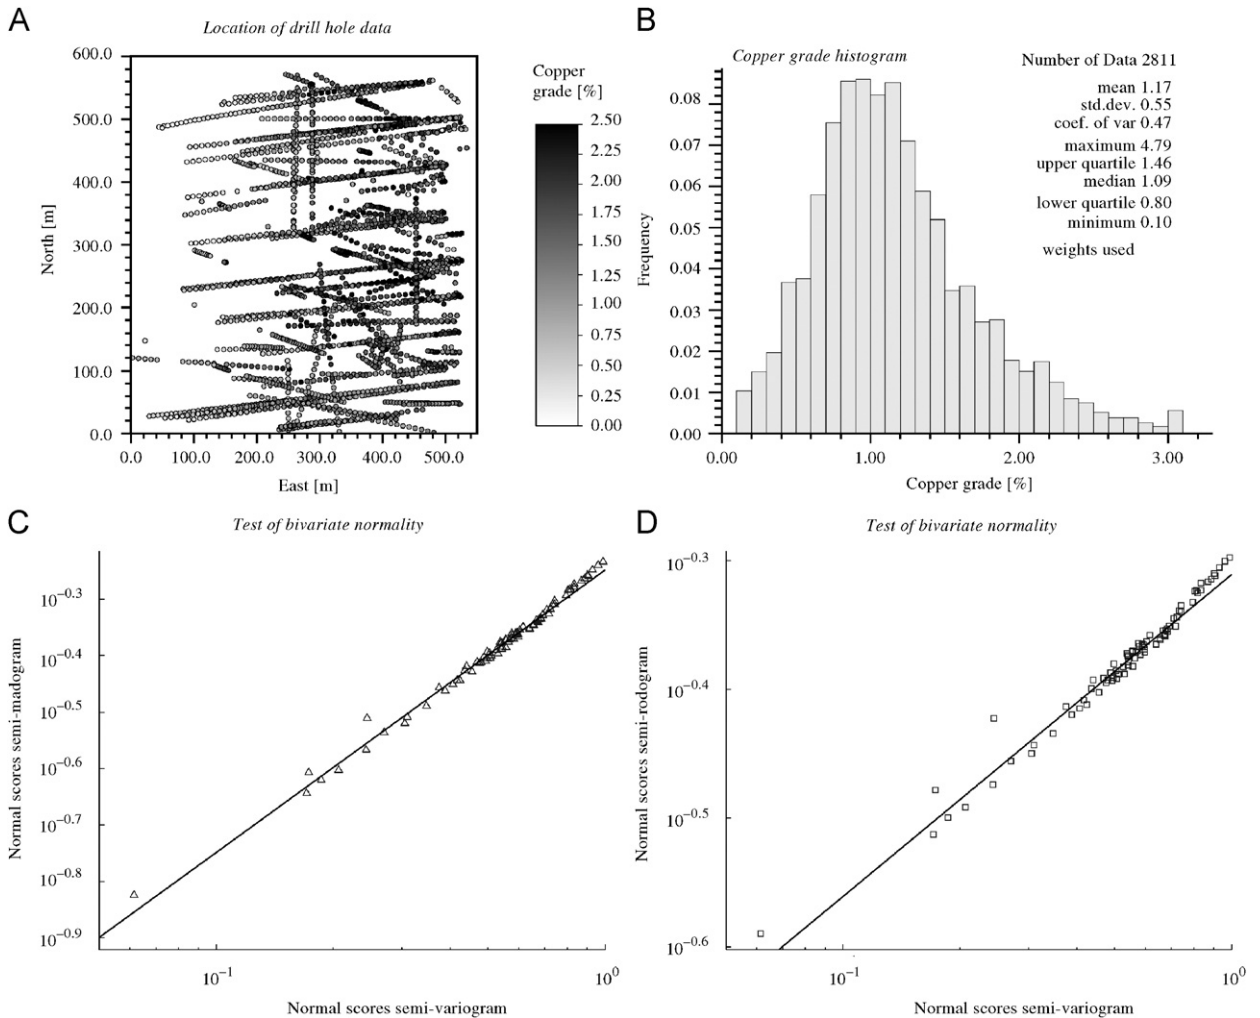 A
Location of drill hole data
600.0
500.0
400.0
300.0
200.0
100.0
0.0
North [m]
0.0 100.0 200.0 300.0 400.0 500.0
East [m]
Copper
grade [%]
2.50
2.25
2.00
1.75
1.50
1.25
1.00
0.75
0.50
0.25
0.00
B
Copper grade histogram
Number of Data 2811
mean 1.17
std.dev. 0.55
coef. of var 0.47
maximum 4.79
upper quartile 1.46
median 1.09
lower quartile 0.80
minimum 0.10
weights used
Frequency
0.08
0.07
0.06
0.05
0.04
0.03
0.02
0.01
0.00
0.00 1.00 2.00 3.00
Copper grade [%]
C
Test of bivariate normality
Normal scores semi-madogram
10^−0.3
10^−0.4
10^−0.5
10^−0.6
10^−0.7
10^−0.8
10^−0.9
10^−1 10^0
Normal scores semi-variogram
D
Test of bivariate normality
Normal scores semi-rodogram
10^−0.3
10^−0.4
10^−0.5
10^−0.6
10^−1 10^0
Normal scores semi-variogram